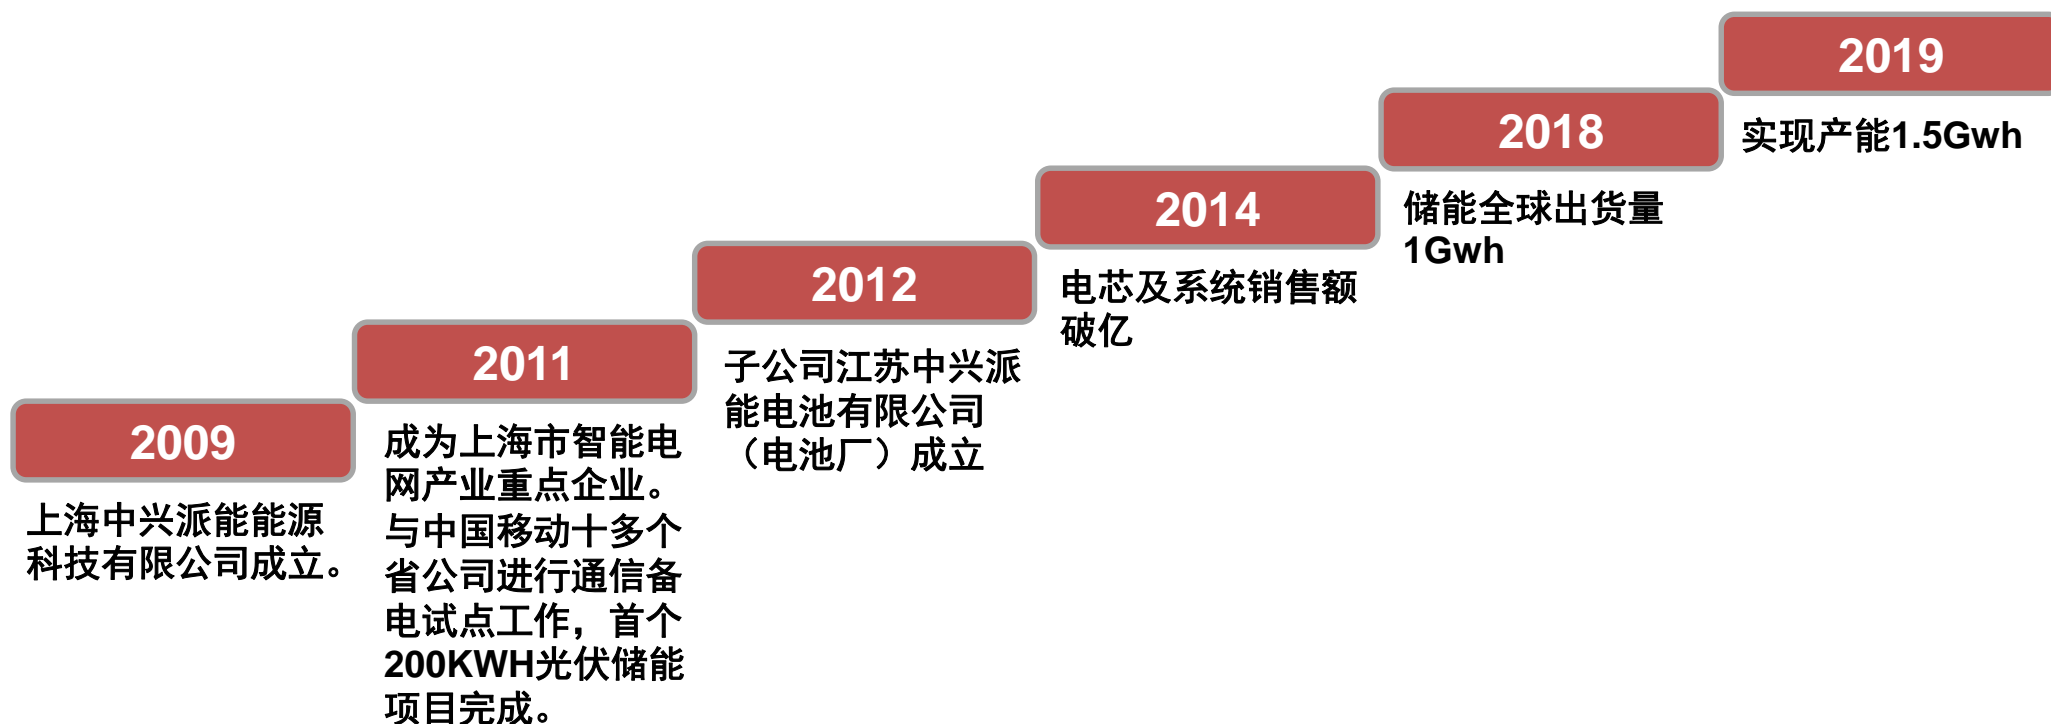 2009
上海中兴派能能源
科技有限公司成立。
2011
成为上海市智能电
网产业重点企业。
与中国移动十多个
省公司进行通信备
电试点工作，首个
200KWH光伏储能
项目完成。
2012
子公司江苏中兴派
能电池有限公司
（电池厂）成立
2014
电芯及系统销售额
破亿
2018
储能全球出货量
1Gwh
2019
实现产能1.5Gwh